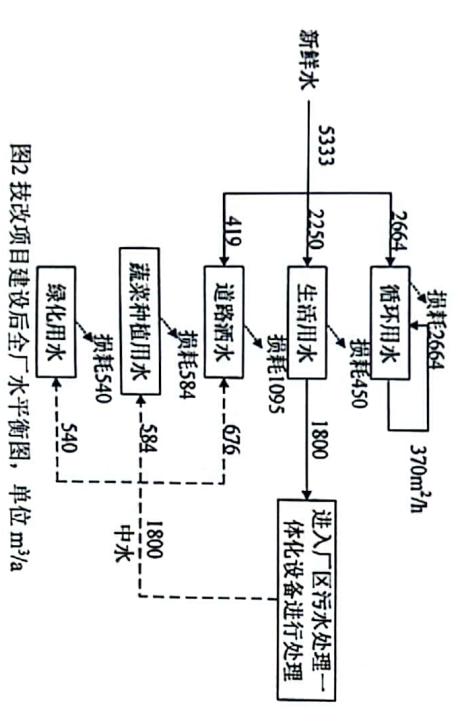 新鲜水
5333
2664
2250
419
循环用水
损耗2664
370m³/h
生活用水
损耗450
1800
进入厂区污水处理一
体化设备进行处理
道路洒水
损耗1095
676
蔬菜种植用水
损耗584
584
1800
中水
绿化用水
损耗540
540
图2 技改项目建设后全厂水平衡图，单位 m³/a